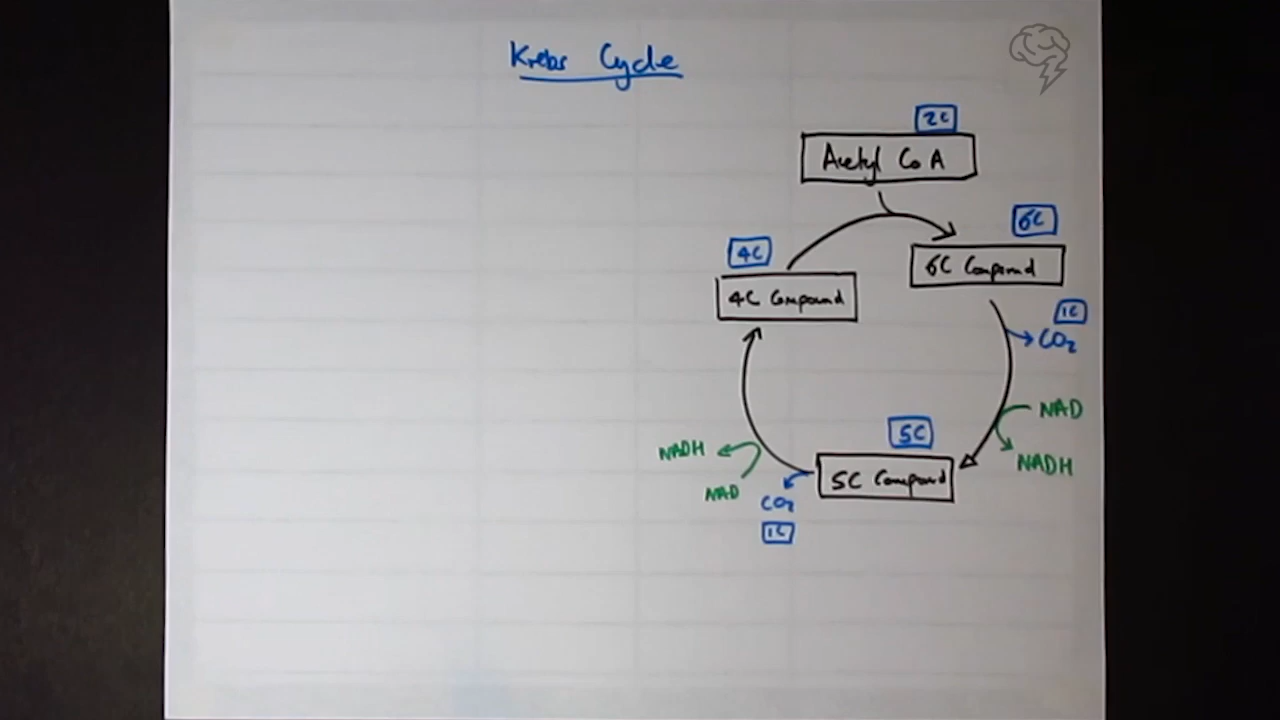 Krebs Cycle
2C
Acetyl CoA
6C
6C Compound
4C
4C Compound
1C
CO₂
NAD
NADH
5C
5C Compound
NADH
NAD
CO₂
1C